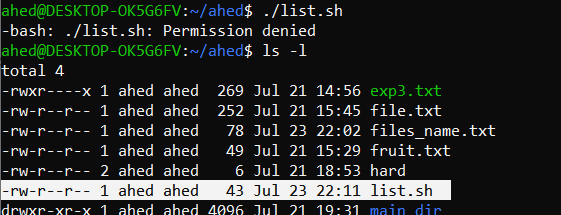 ahed@DESKTOP-OK5G6FV:~/ahed$ ./list.sh
-bash: ./list.sh: Permission denied
ahed@DESKTOP-OK5G6FV:~/ahed$ ls -l
total 4
-rwxr----x 1 ahed ahed  269 Jul 21 14:56 exp3.txt
-rw-r--r-- 1 ahed ahed  252 Jul 21 15:45 file.txt
-rw-r--r-- 1 ahed ahed   78 Jul 23 22:02 files_name.txt
-rw-r--r-- 1 ahed ahed   49 Jul 21 15:29 fruit.txt
-rw-r--r-- 2 ahed ahed    6 Jul 21 18:53 hard
-rw-r--r-- 1 ahed ahed   43 Jul 23 22:11 list.sh
drwxr-xr-x 4 ahed ahed 4096 Jul 21 19:31 main_dir